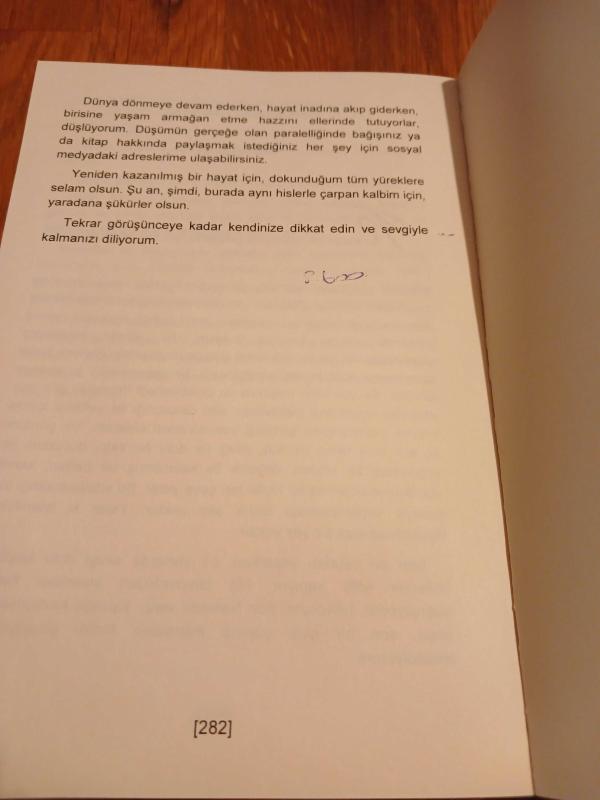 Dünya dönmeye devam ederken, hayat inadına akıp giderken,
birisine yaşam armağan etme hazzını ellerinde tutuyorlar,
düşlüyorum. Düşümün gerçeğe olan paralelliğinde bağışınız ya
da kitap hakkında paylaşmak istediğiniz her şey için sosyal
medyadaki adreslerime ulaşabilirsiniz.
Yeniden kazanılmış bir hayat için, dokunduğum tüm yüreklere
selam olsun. Şu an, şimdi, burada aynı hislerle çarpan kalbim için,
yaradana şükürler olsun.
Tekrar görüşünceye kadar kendinize dikkat edin ve sevgiyle
kalmanızı diliyorum.
[282]